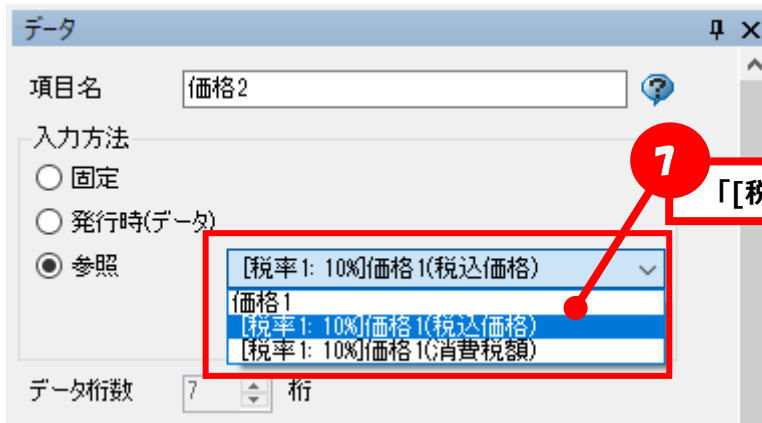 データ
項目名 価格2
入力方法
固定
発行時(データ)
参照 [税率1: 10%]価格1(税込価格)
価格1
[税率1: 10%]価格1(税込価格)
[税率1: 10%]価格1(消費税額)
データ桁数 7 桁
7
「[税